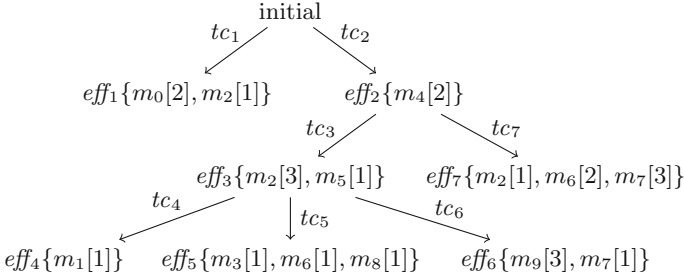 initial
tc₁ tc₂
eff₁{m₀[2], m₂[1]} eff₂{m₄[2]}
tc₃ tc₇
eff₃{m₂[3], m₅[1]} eff₇{m₂[1], m₆[2], m₇[3]}
tc₄ tc₅ tc₆
eff₄{m₁[1]} eff₅{m₃[1], m₆[1], m₈[1]} eff₆{m₉[3], m₇[1]}